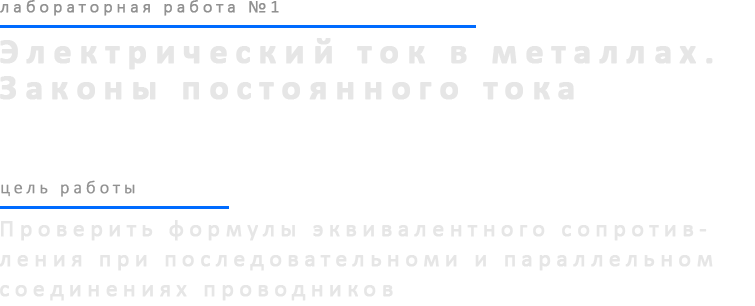 лабораторная работа №1
Электрический ток в металлах.
Законы постоянного тока
цель работы
Проверить формулы эквивалентного сопротив-
ления при последовательноми и параллельном
соединениях проводников